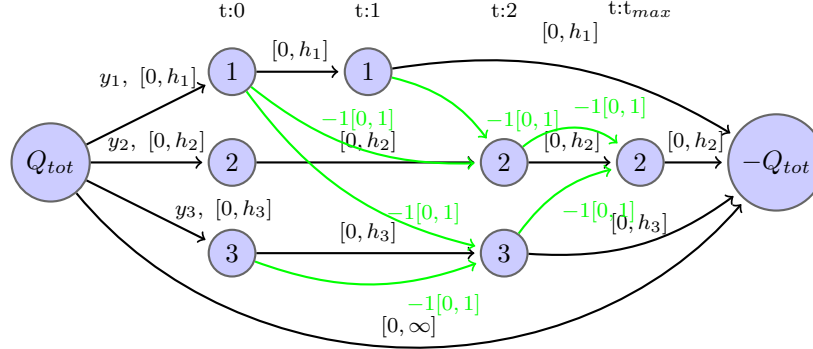 t:0 t:1 t:2 t:t_{max}
[0, h_1]
[0, h_1]
y_1, [0, h_1]
1 1
-1[0, 1] -1[0, 1] -1[0, 1]
y_2, [0, h_2] [0, h_2] [0, h_2] [0, h_2]
Q_{tot} 2 2 2 -Q_{tot}
y_3, [0, h_3] -1[0, 1] -1[0, 1]
[0, h_3] [0, h_3]
3 3
-1[0, 1]
[0, ∞]